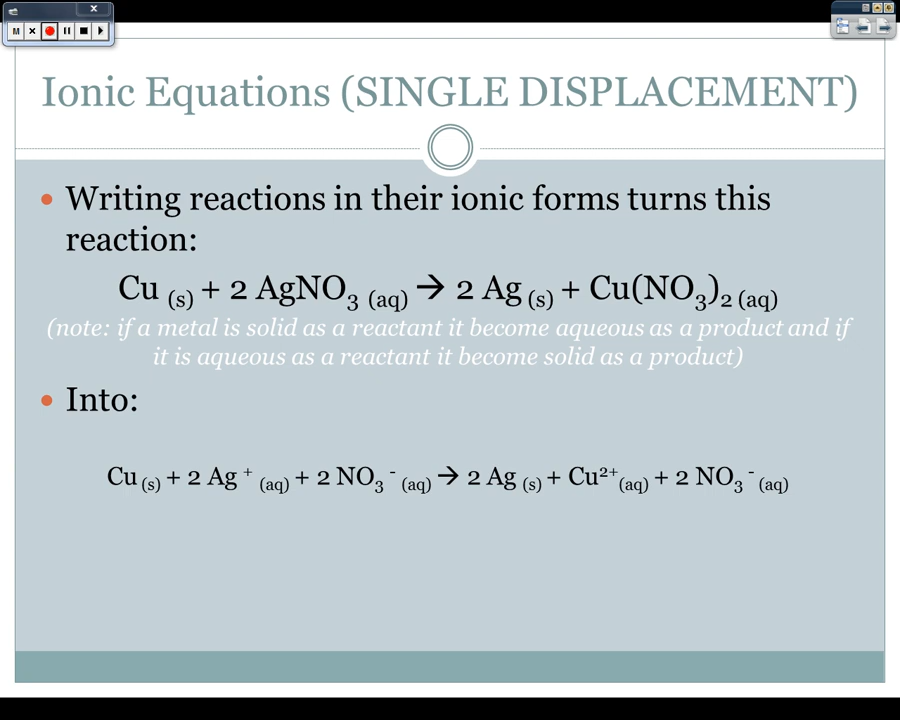 M
Ionic Equations (SINGLE DISPLACEMENT)
• Writing reactions in their ionic forms turns this
reaction:
Cu (s) + 2 AgNO₃ (aq) → 2 Ag (s) + Cu(NO₃)₂ (aq)
(note: if a metal is solid as a reactant it become aqueous as a product and if
it is aqueous as a reactant it become solid as a product)
• Into:
Cu (s) + 2 Ag ⁺ (aq) + 2 NO₃ ⁻ (aq) → 2 Ag (s) + Cu²⁺ (aq) + 2 NO₃ ⁻ (aq)